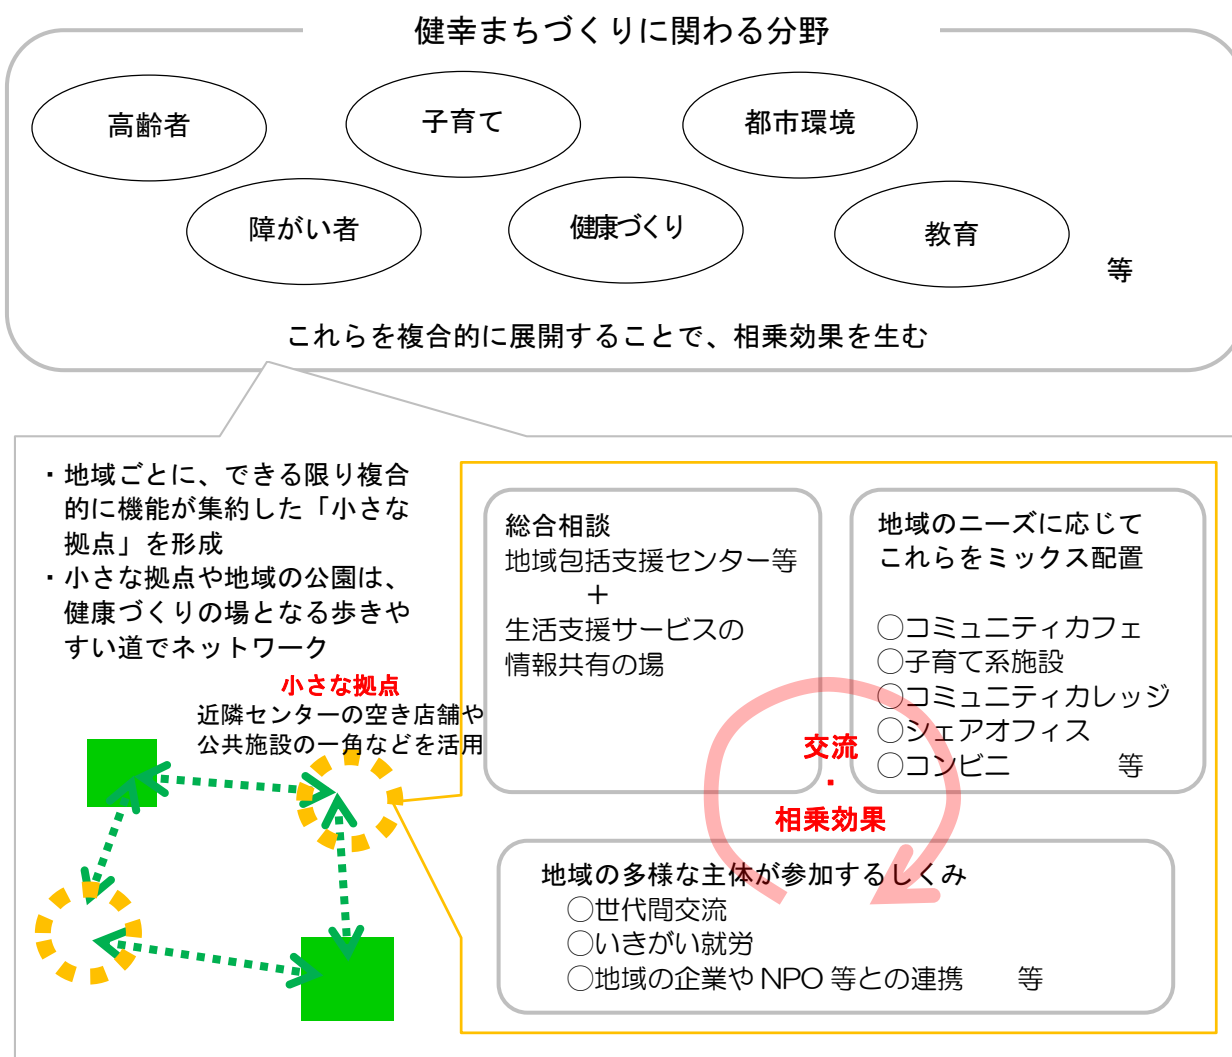 健幸まちづくりに関わる分野
高齢者
子育て
都市環境
障がい者
健康づくり
教育
等
これらを複合的に展開することで、相乗効果を生む
・地域ごとに、できる限り複合
的に機能が集約した「小さな
拠点」を形成
・小さな拠点や地域の公園は、
健康づくりの場となる歩きや
すい道でネットワーク
小さな拠点
近隣センターの空き店舗や
公共施設の一角などを活用
総合相談
地域包括支援センター等
＋
生活支援サービスの
情報共有の場
地域のニーズに応じて
これらをミックス配置
○コミュニティカフェ
○子育て系施設
○コミュニティカレッジ
○シェアオフィス
○コンビニ 等
交流
・
相乗効果
地域の多様な主体が参加するしくみ
○世代間交流
○いきがい就労
○地域の企業や NPO 等との連携 等